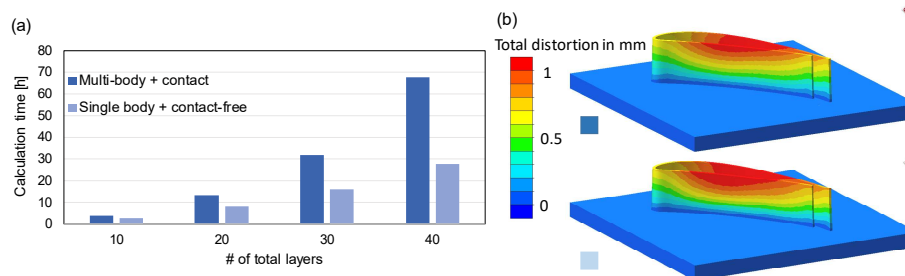 (a)
80
70
60
50
40
30
20
10
0
Calculation time [h]
Multi-body + contact
Single body + contact-free
10 20 30 40
# of total layers
(b)
Total distortion in mm
1
0.5
0